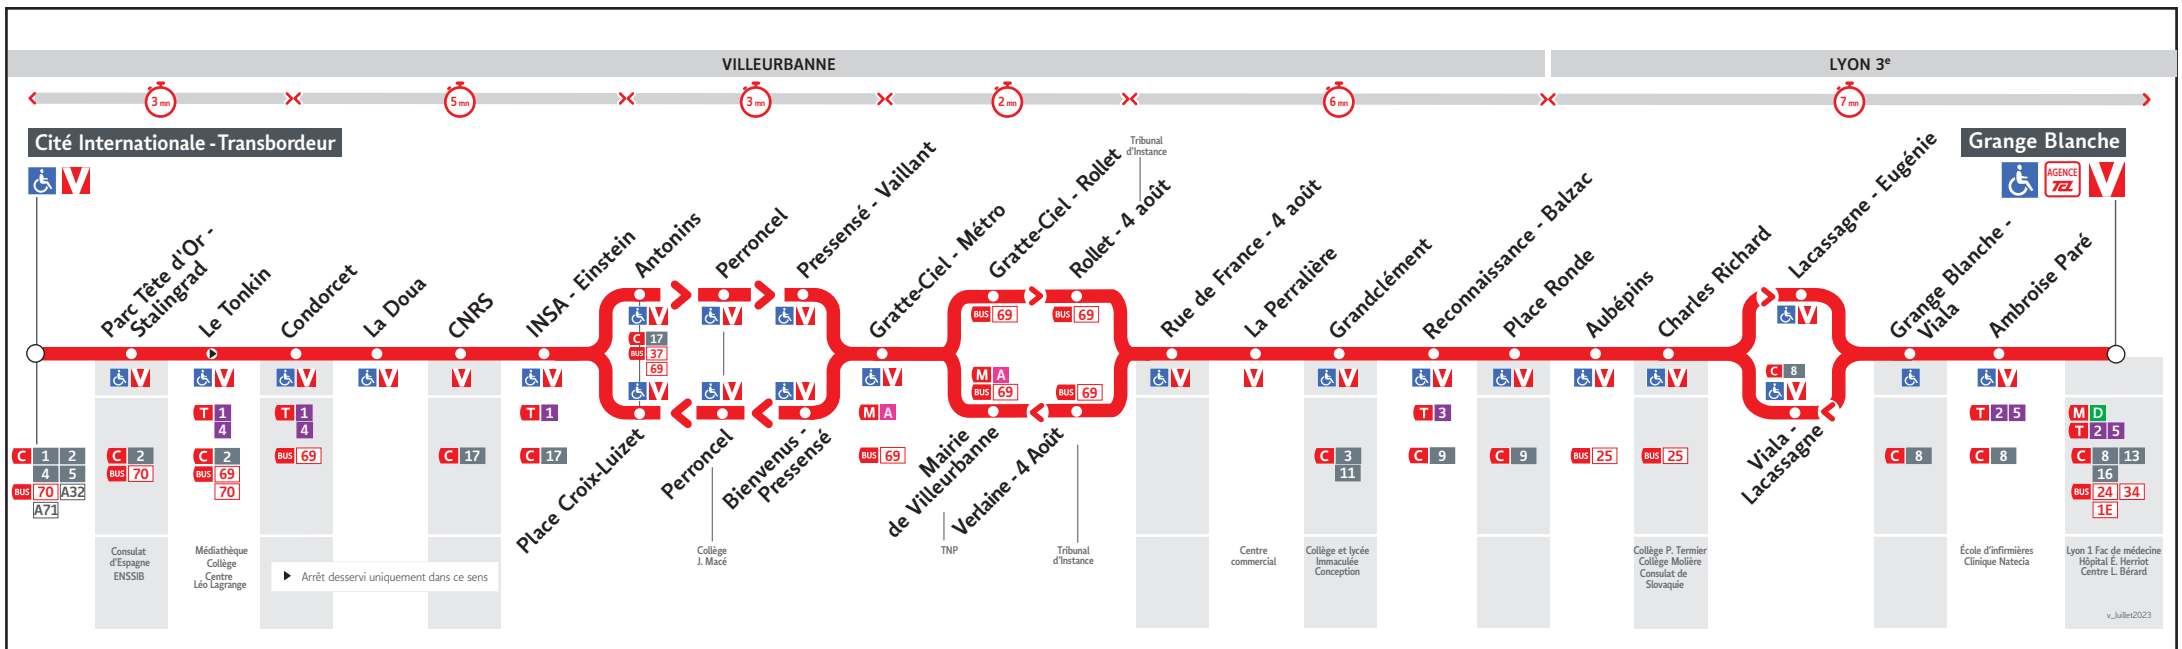 VILLEURBANNE
LYON 3e
3 mn
5 mn
3 mn
2 mn
6 mn
7 mn
Cité Internationale - Transbordeur
Grange Blanche
AGENCE
TCL
Parc Tête d'Or -
Stalingrad
Le Tonkin
Condorcet
La Doua
CNRS
INSA - Einstein
Antonins
Perroncel
Pressensé - Vaillant
Gratte-Ciel - Métro
Gratte-Ciel - Rollet
Tribunal
d'Instance
Rollet - 4 août
Rue de France - 4 août
La Perralière
Grandclément
Reconnaissance - Balzac
Place Ronde
Aubépins
Charles Richard
Lacassagne - Eugénie
Grange Blanche -
Viala
Ambroise Paré
Place Croix-Luizet
Perroncel
Bienvenus -
Pressensé
Mairie
de Villeurbanne
Verlaine - 4 Août
Viala -
Lacassagne
C 1 2
4 5
BUS 70 A32
A71
C 2
BUS 70
T 1
4
C 2
BUS 69
70
T 1
4
BUS 69
C 17
T 1
C 17
C 17
BUS 37
69
M A
BUS 69
BUS 69
BUS 69
M A
BUS 69
BUS 69
C 3
11
T 3
C 9
C 9
BUS 25
BUS 25
C 8
C 8
T 2 5
C 8
M D
T 2 5
C 8 13
16
BUS 24 34
1E
Consulat
d'Espagne
ENSSIB
Médiathèque
Collège
Centre
Léo Lagrange
Arrêt desservi uniquement dans ce sens
Collège
J. Macé
TNP
Tribunal
d'Instance
Centre
commercial
Collège et lycée
Immaculée
Conception
Collège P. Termier
Collège Molière
Consulat de
Slovaquie
École d'infirmières
Clinique Natecia
Lyon 1 Fac de médecine
Hôpital É. Herriot
Centre L. Bérard
v_Juillet2023